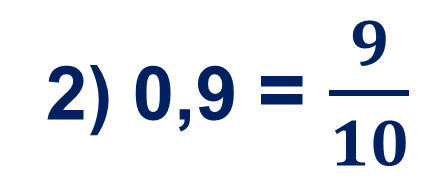 2) 0,9 = 9/10